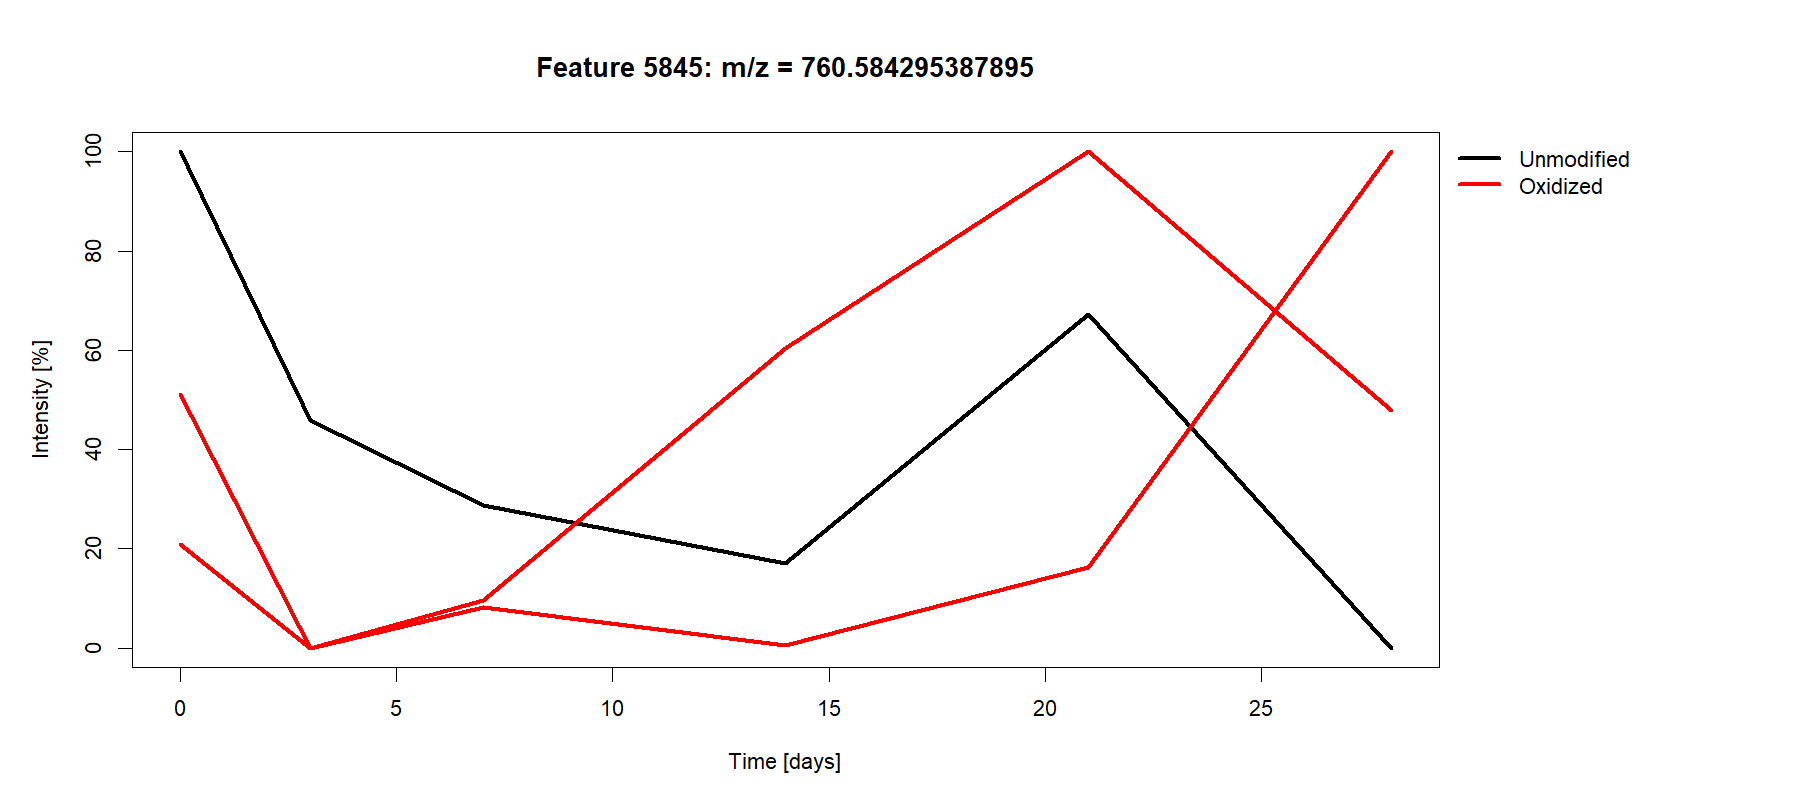 Feature 5845: m/z = 760.584295387895
100
80
60
40
20
0
Intensity [%]
Unmodified
Oxidized
0 5 10 15 20 25
Time [days]